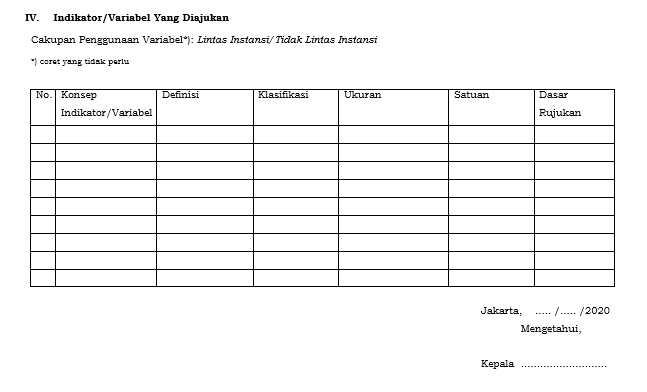 IV. Indikator/Variabel Yang Diajukan
Cakupan Penggunaan Variabel*): Lintas Instansi/Tidak Lintas Instansi
*) coret yang tidak perlu
No. Konsep Definisi Klasifikasi Ukuran Satuan Dasar
Indikator/Variabel Rujukan
Jakarta, ..... /..... /2020
Mengetahui,
Kepala ...........................